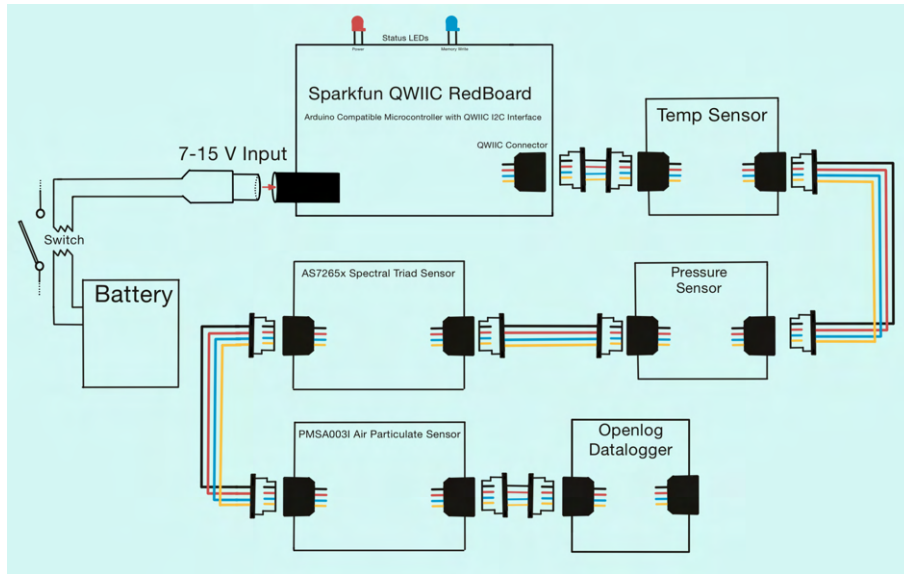 Status LEDs
Power
Memory Write
Sparkfun QWIIC RedBoard
Arduino Compatible Microcontroller with QWIIC I2C Interface
QWIIC Connector
7-15 V Input
Temp Sensor
Switch
Battery
AS7265x Spectral Triad Sensor
Pressure
Sensor
PMSA003I Air Particulate Sensor
Openlog
Datalogger